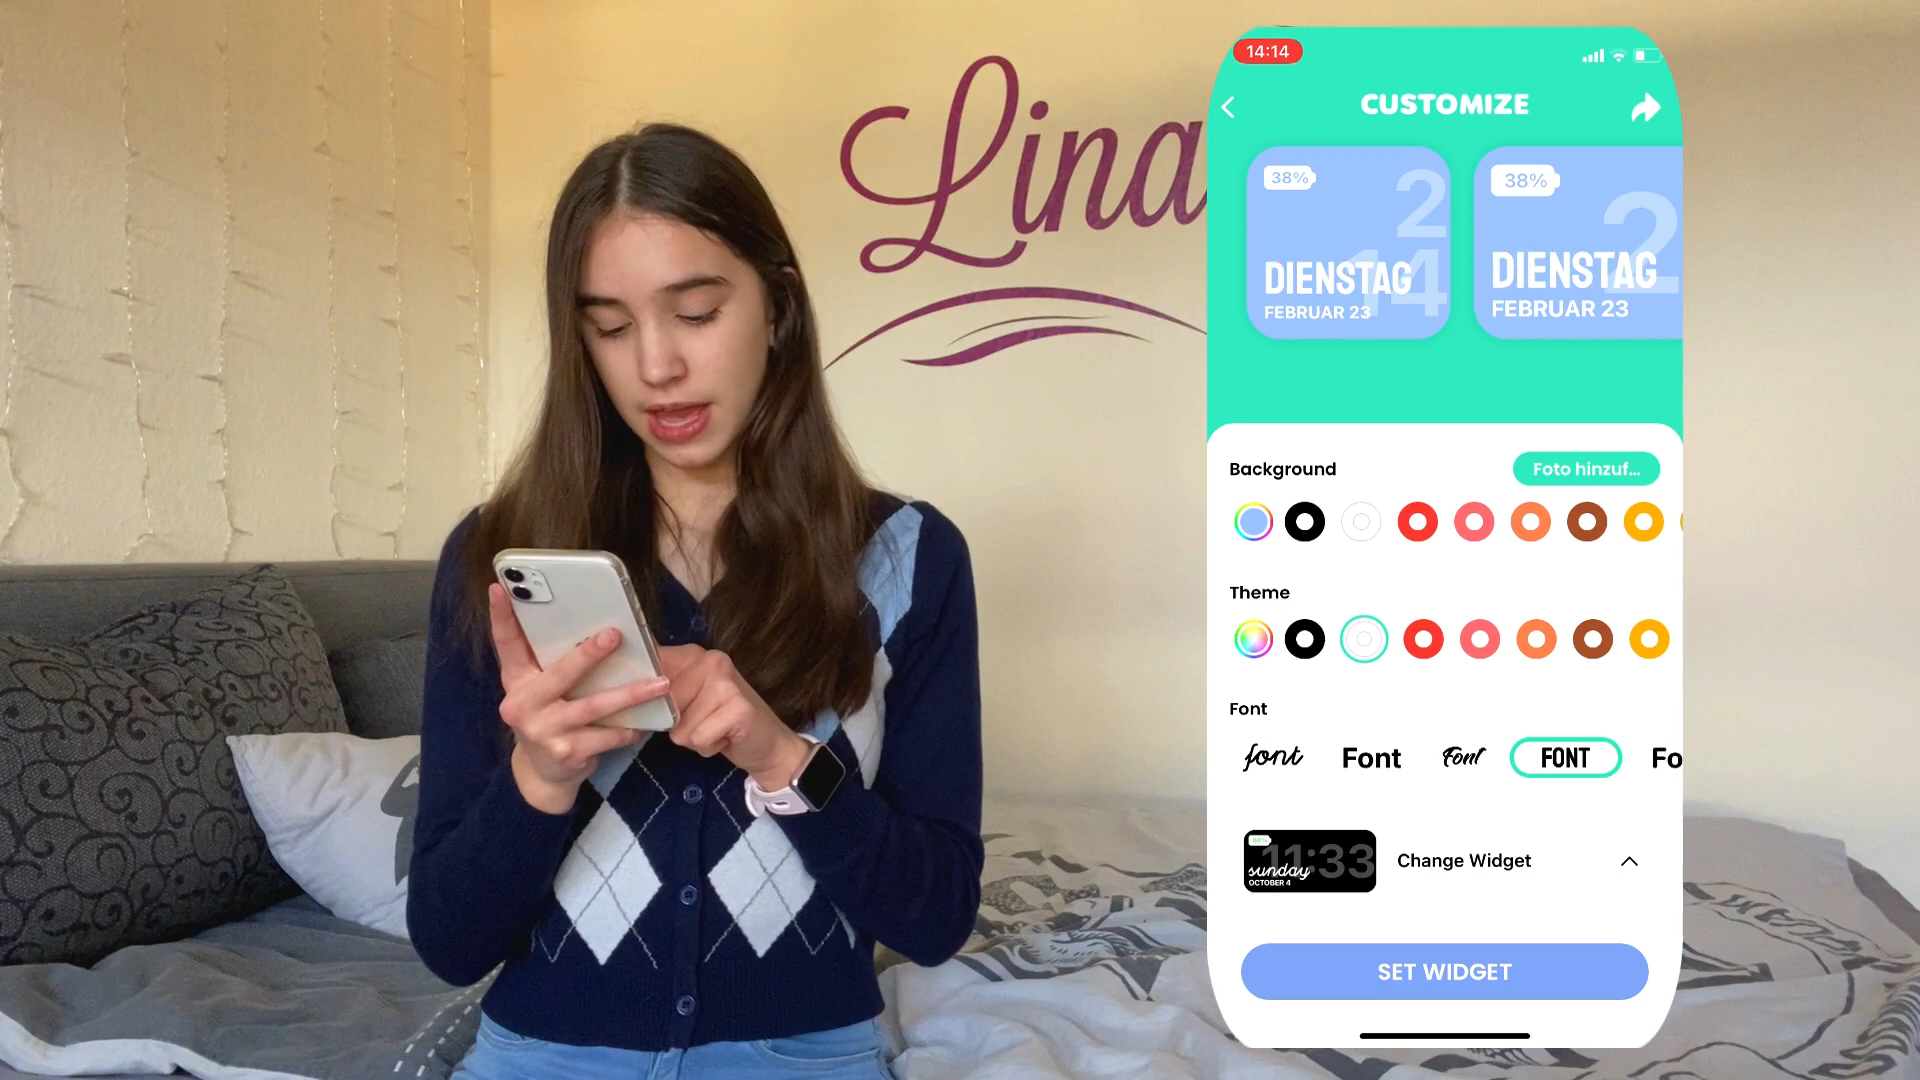 Lina
14:14
CUSTOMIZE
38%
2
14
DIENSTAG
FEBRUAR 23
38%
2
DIENSTAG
FEBRUAR 23
Background
Foto hinzuf...
Theme
Font
font
Font
Font
FONT
Fo
11:33
sunday
OCTOBER 4
Change Widget
SET WIDGET